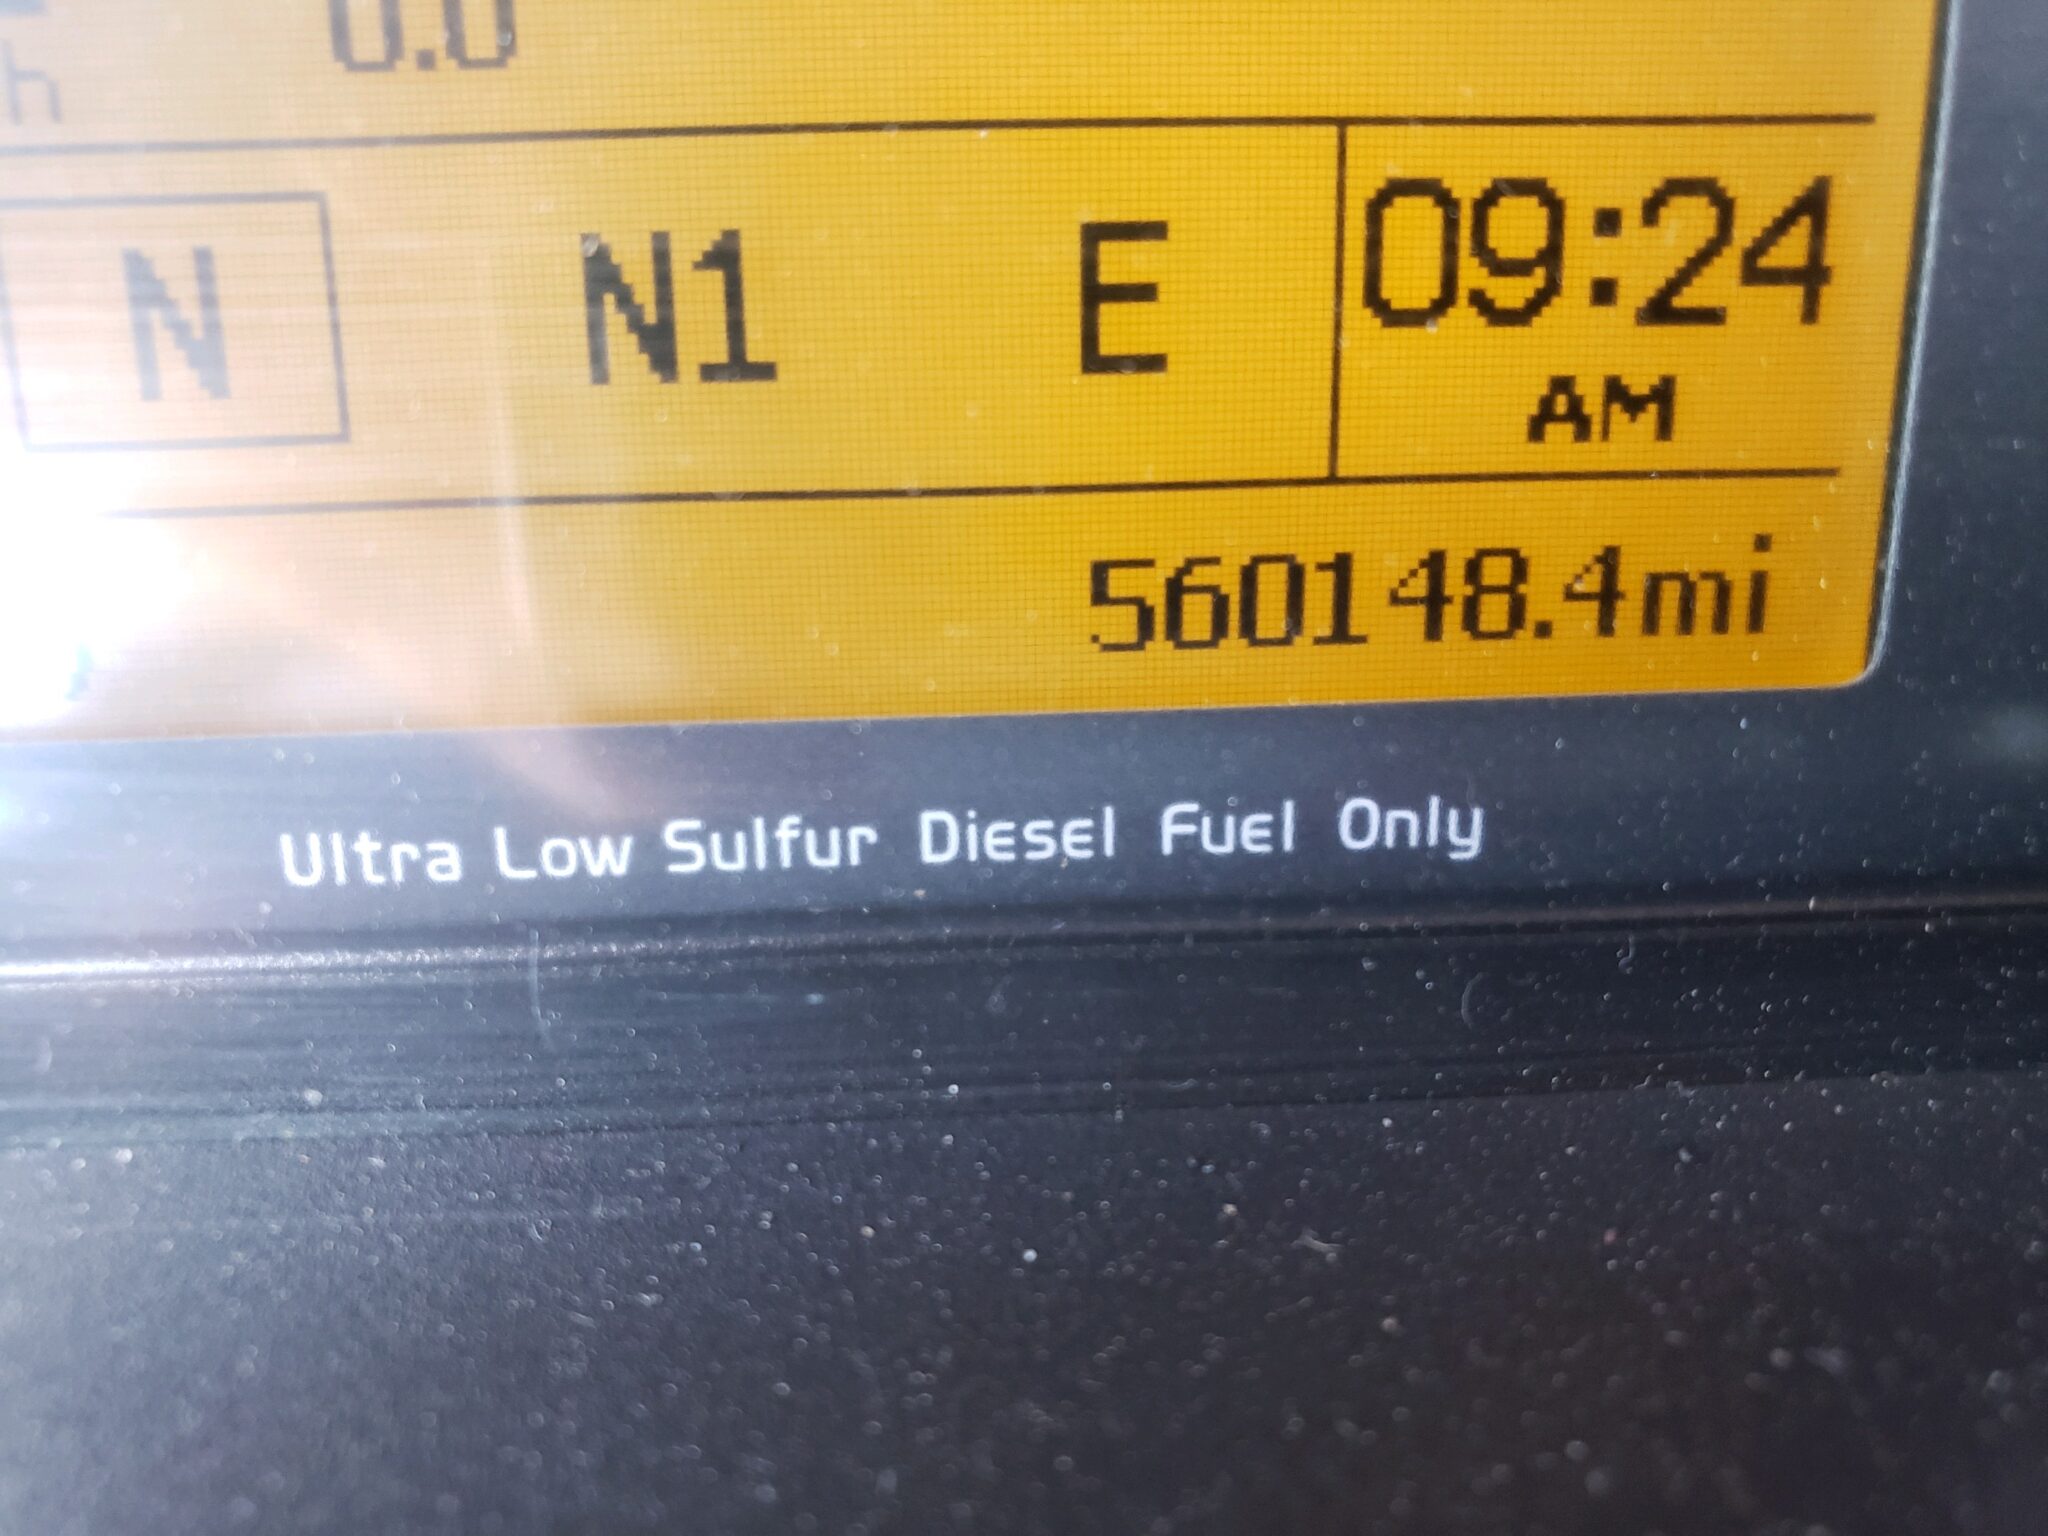 0.0
h
N N1 E 09:24
AM
560148.4mi
Ultra Low Sulfur Diesel Fuel Only